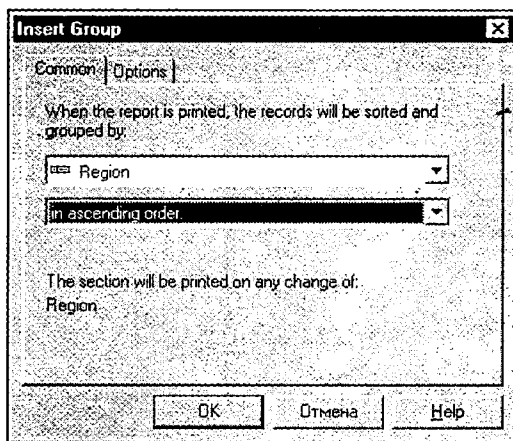 Insert Group
Common Options
When the report is printed, the records will be sorted and
grouped by:
Region
in ascending order.
The section will be printed on any change of:
Region
OK Отмена Help